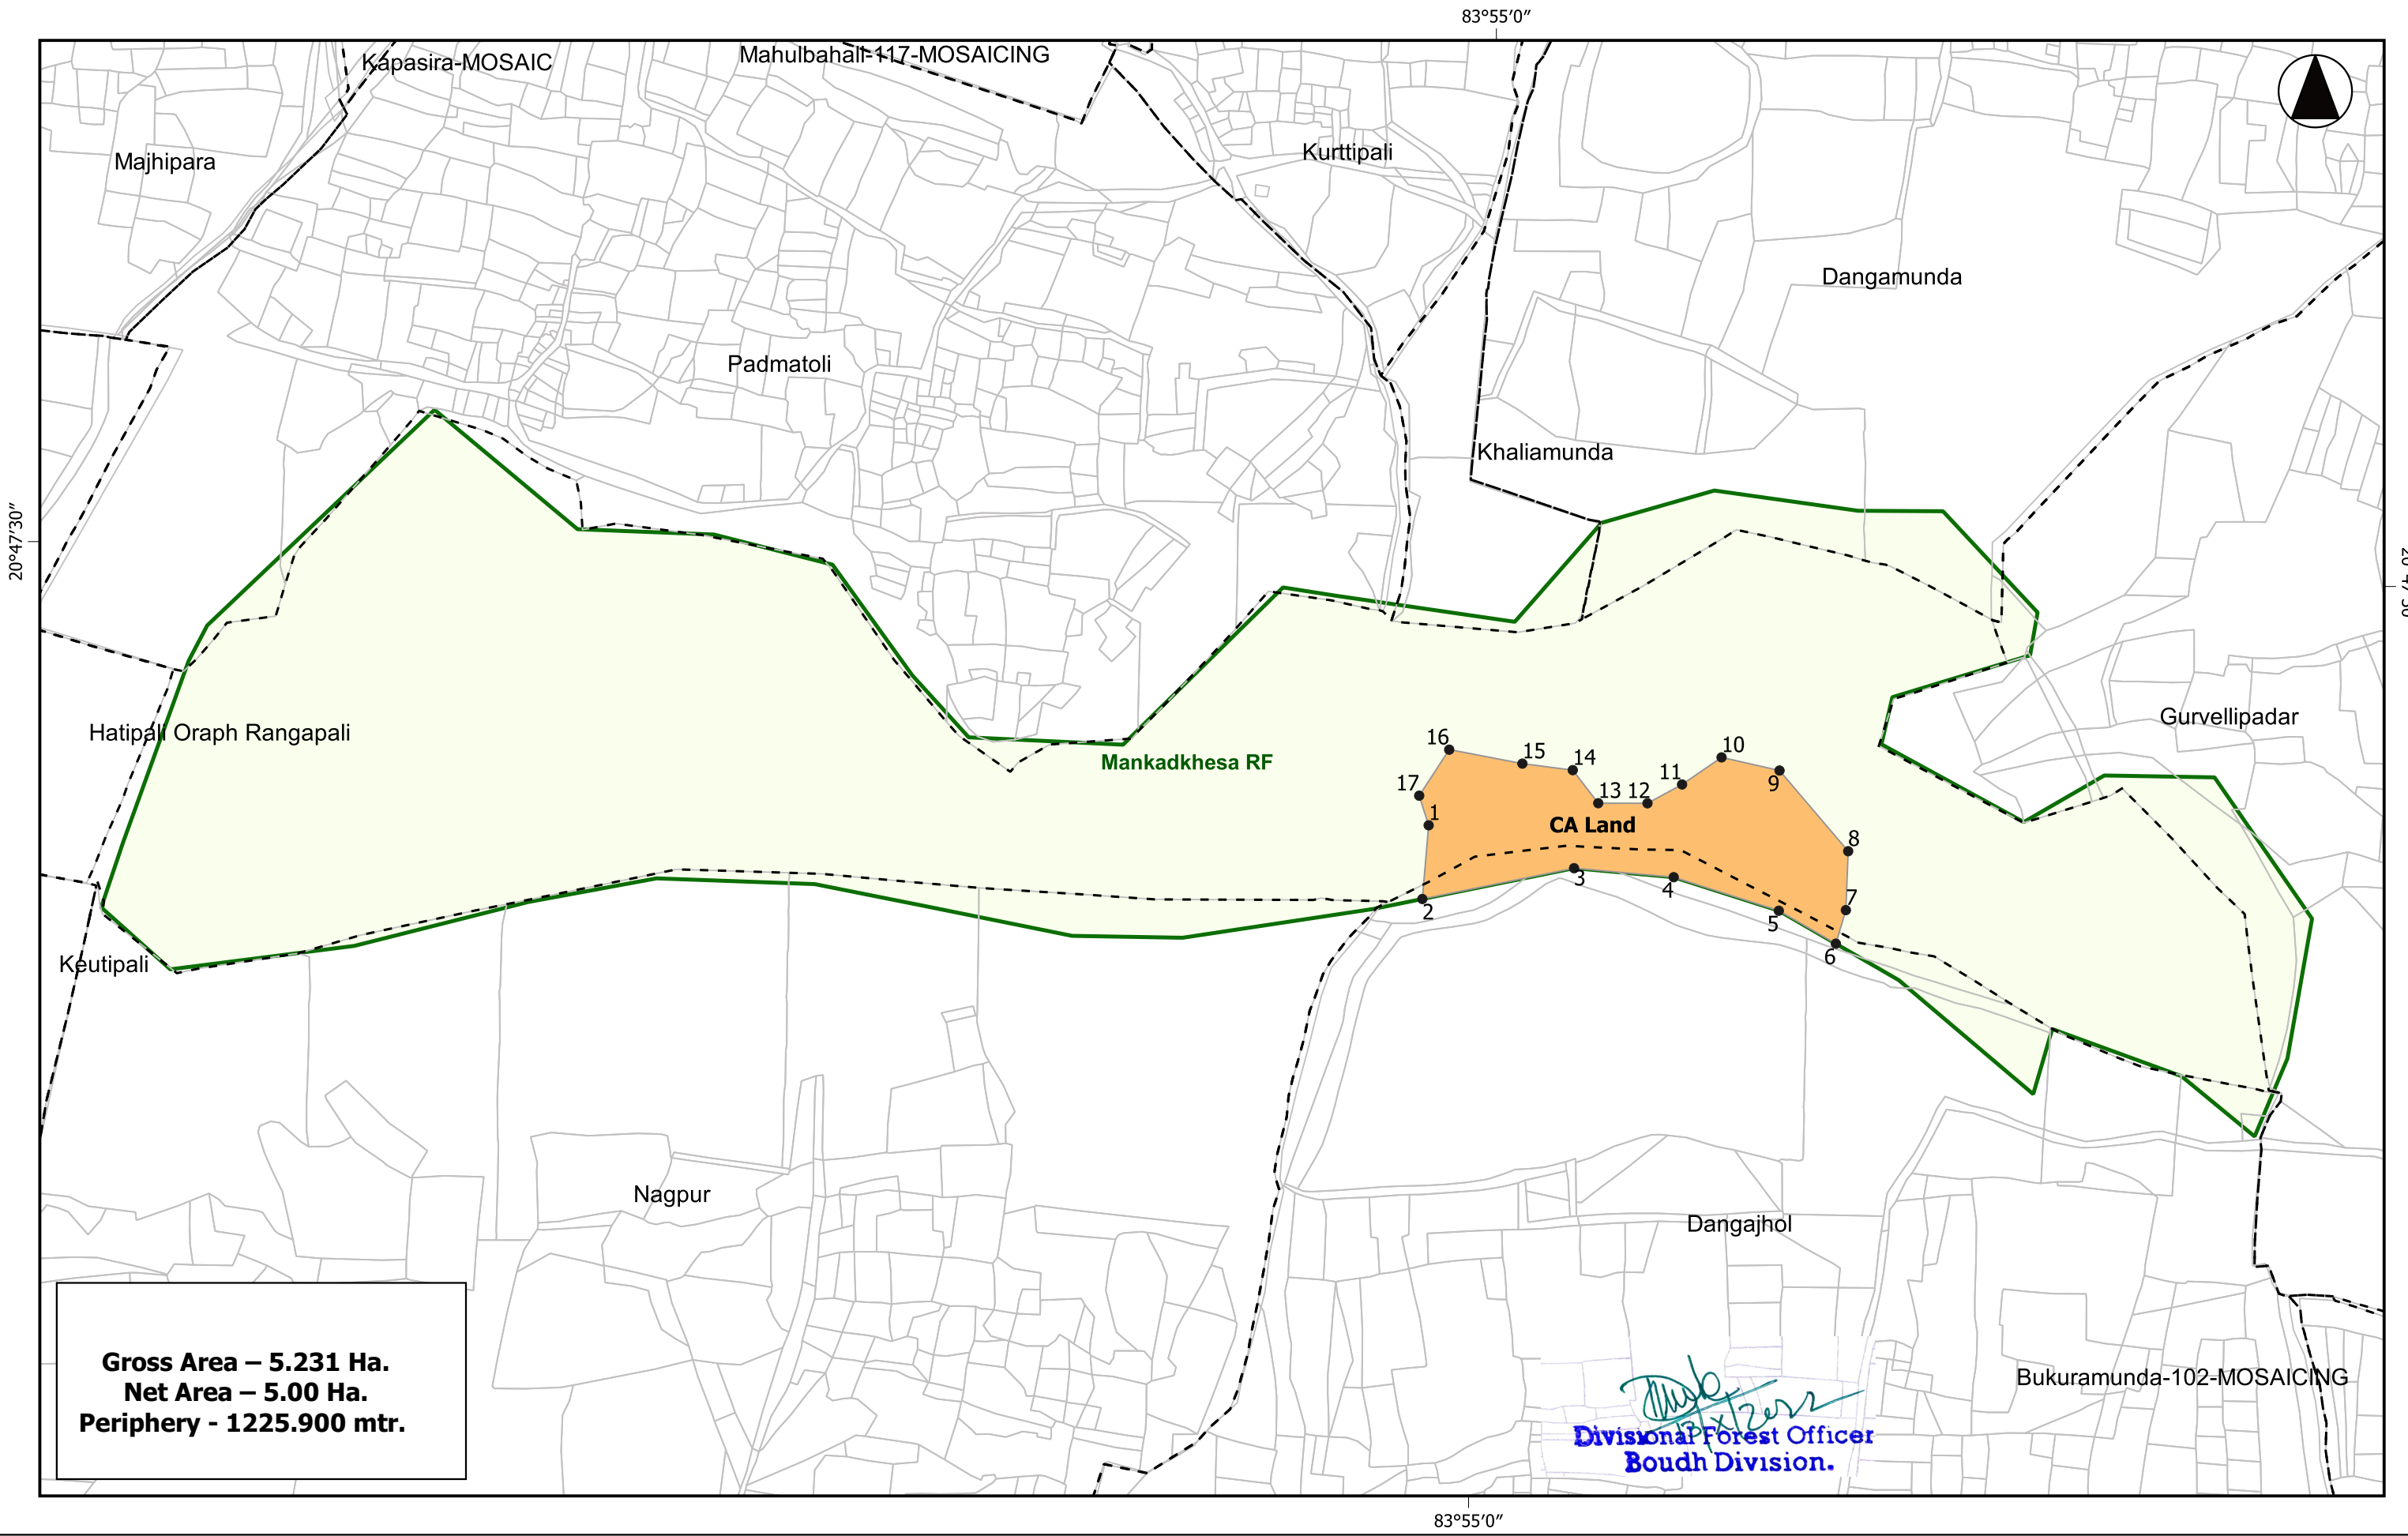 83°55'0"
Kapasira-MOSAIC
Mahulbahali-117-MOSAICING
Majhipara
Kurttipali
Dangamunda
Padmatoli
Khaliamunda
20°47'30"
Hatipali Oraph Rangapali
Gurvellipadar
Mankadkhesa RF
16
15
14
10
17
11
9
13
12
1
CA Land
8
3
4
7
2
5
6
Keutipali
Nagpur
Dangajhol
Gross Area – 5.231 Ha.
Net Area – 5.00 Ha.
Periphery - 1225.900 mtr.
Bukuramunda-102-MOSAICING
Divisional Forest Officer
Boudh Division.
83°55'0"